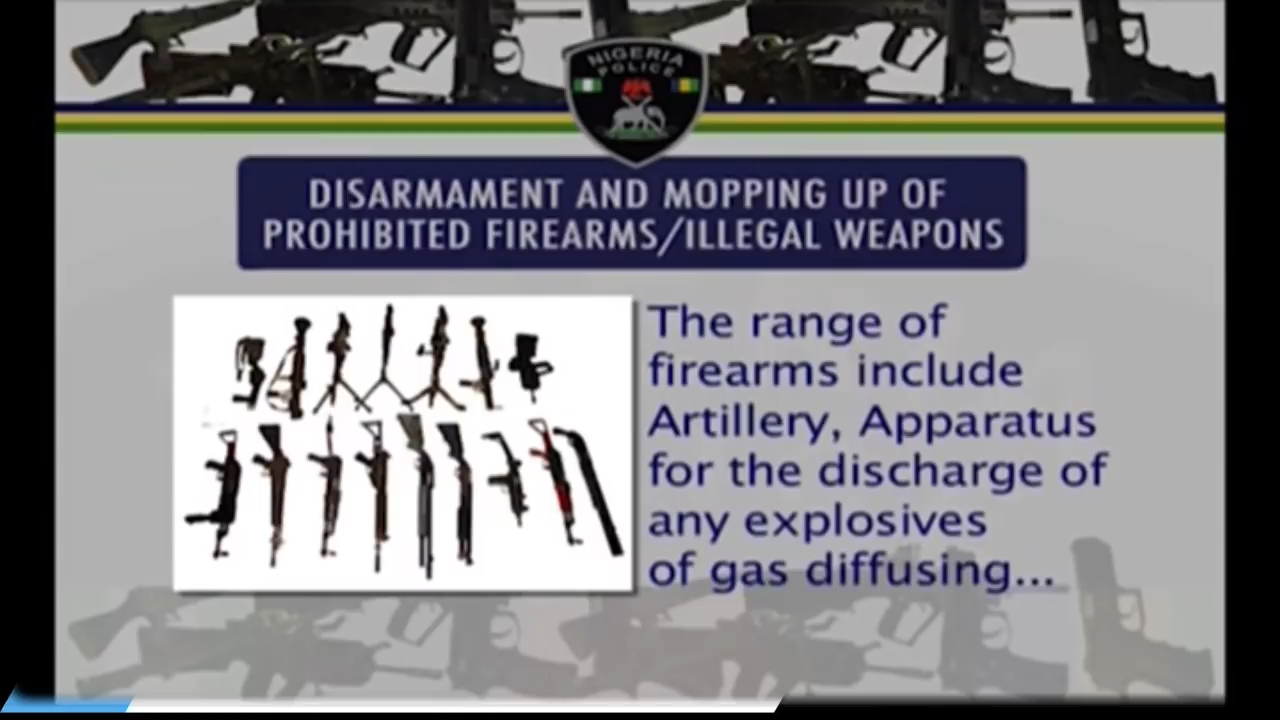 NIGERIA
POLICE
DISARMAMENT AND MOPPING UP OF
PROHIBITED FIREARMS/ILLEGAL WEAPONS
The range of
firearms include
Artillery, Apparatus
for the discharge of
any explosives
of gas diffusing...